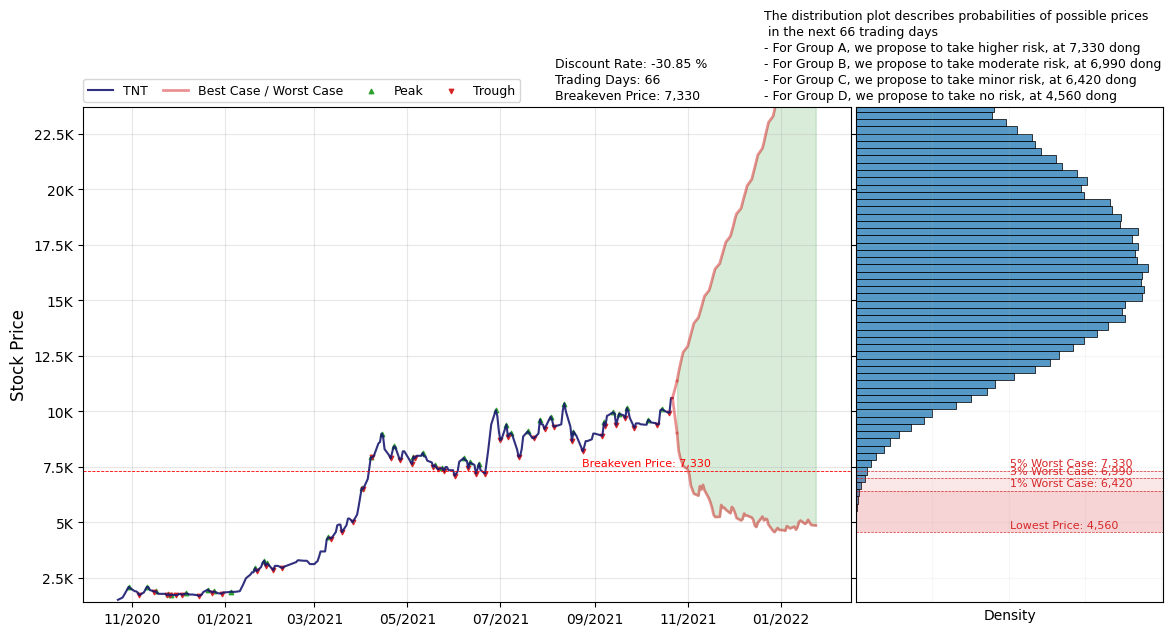 The distribution plot describes probabilities of possible prices
in the next 66 trading days
- For Group A, we propose to take higher risk, at 7,330 dong
- For Group B, we propose to take moderate risk, at 6,990 dong
- For Group C, we propose to take minor risk, at 6,420 dong
- For Group D, we propose to take no risk, at 4,560 dong
Discount Rate: -30.85 %
Trading Days: 66
Breakeven Price: 7,330
TNT
Best Case / Worst Case
Peak
Trough
Stock Price
22.5K
20K
17.5K
15K
12.5K
10K
7.5K
5K
2.5K
Breakeven Price: 7,330
5% Worst Case: 7,330
3% Worst Case: 6,990
1% Worst Case: 6,420
Lowest Price: 4,560
11/2020
01/2021
03/2021
05/2021
07/2021
09/2021
11/2021
01/2022
Density